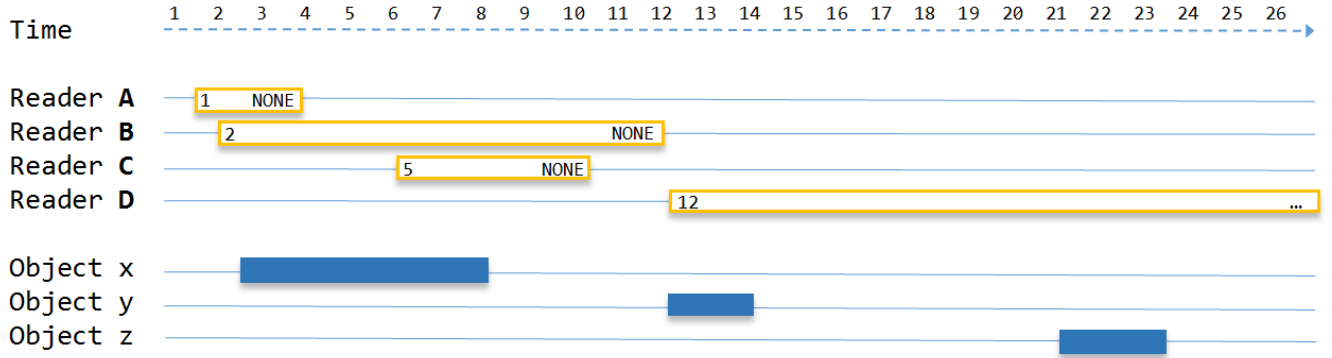 1 2 3 4 5 6 7 8 9 10 11 12 13 14 15 16 17 18 19 20 21 22 23 24 25 26
Time
Reader A 1 NONE
Reader B 2 NONE
Reader C 5 NONE
Reader D 12 ...
Object x
Object y
Object z